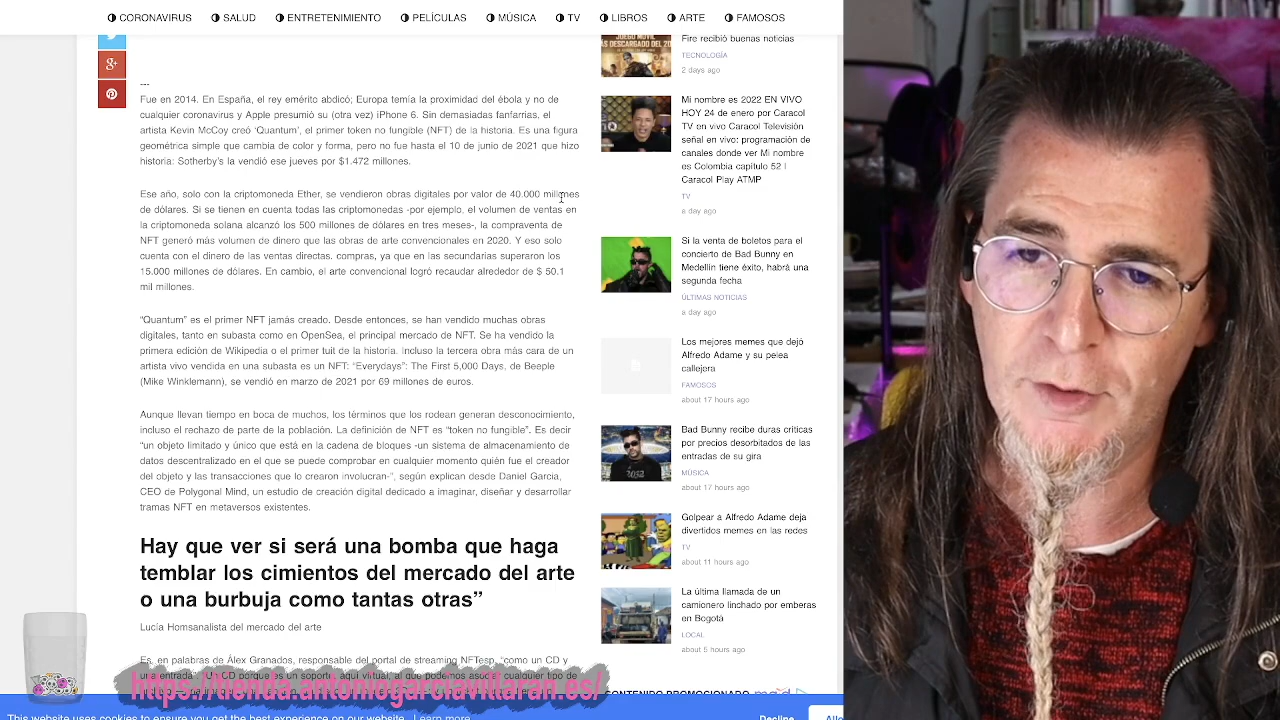 CORONAVIRUS
SALUD
ENTRETENIMIENTO
PELÍCULAS
MÚSICA
TV
LIBROS
ARTE
FAMOSOS
---
Fue en 2014. En España, el rey emérito abdicó; Europa temía la proximidad del ébola y no de
cualquier coronavirus y Apple presumió su (otra vez) iPhone 6. Sin demasiadas fanfarrias, el
artista Kevin McCoy creó ‘Quantum’, el primer token no fungible (NFT) de la historia. Es una figura
geométrica simple que cambia de color y forma, pero no fue hasta el 10 de junio de 2021 que hizo
historia: Sotheby's la vendió ese jueves por $1.472 millones.
Ese año, solo con la criptomoneda Ether, se vendieron obras digitales por valor de 40.000 millones
de dólares. Si se tienen en cuenta todas las criptomonedas -por ejemplo, el volumen de ventas en
la criptomoneda solana alcanzó los 500 millones de dólares en tres meses-, la compraventa de
NFT generó más volumen de dinero que las obras de arte convencionales en 2020. Y eso solo
cuenta con el dinero de las ventas directas. compras, ya que en las secundarias superaron los
15.000 millones de dólares. En cambio, el arte convencional logró recaudar alrededor de $ 50.1
mil millones.
“Quantum” es el primer NFT jamás creado. Desde entonces, se han vendido muchas obras
digitales, tanto en subasta como en OpenSea, el principal mercado de NFT. Se ha vendido la
primera edición de Wikipedia o el primer tuit de la historia. Incluso la tercera obra más cara de un
artista vivo vendida en una subasta es un NFT: “Everydays”: The First 5,000 Days, de Beeple
(Mike Winklemann), se vendió en marzo de 2021 por 69 millones de euros.
Aunque llevan tiempo en boca de muchos, los términos que los rodean generan desconocimiento,
incluso el rechazo de parte de la población. La definición de NFT es “token no fungible”. Es decir
“un objeto limitado y único que está en la cadena de bloques -un sistema de almacenamiento de
datos descentralizado en el que se puede comprobar en cualquier momento quién fue el creador
del objeto y las transacciones que lo crearon involucran-”, según explican desde Daniel García,
CEO de Polygonal Mind, un estudio de creación digital dedicado a imaginar, diseñar y desarrollar
tramas NFT en metaversos existentes.
Hay que ver si será una bomba que haga
temblar los cimientos del mercado del arte
o una burbuja como tantas otras”
Lucía Homsanalista del mercado del arte
Es, en palabras de Álex Granados, responsable del portal de streaming NFTesp, “como un CD y
https://tienda.antoniogarciavillaran.es/
This website uses cookies to ensure you get the best experience on our website. Learn more
Decline
Fire recibió buenas noticias
TECNOLOGÍA
2 days ago
Mi nombre es 2022 EN VIVO
HOY 24 de enero por Caracol
TV en vivo Caracol Televisión
señal en vivo: programación de
canales donde ver Mi nombre
es Colombia capítulo 52 |
Caracol Play ATMP
TV
a day ago
Si la venta de boletos para el
concierto de Bad Bunny en
Medellín tiene éxito, habrá una
segunda fecha
ÚLTIMAS NOTICIAS
a day ago
Los mejores memes que dejó
Alfredo Adame y su pelea
callejera
FAMOSOS
about 17 hours ago
Bad Bunny recibe duras críticas
por precios desorbitados de las
entradas de su gira
MÚSICA
about 17 hours ago
Golpear a Alfredo Adame deja
divertidos memes en las redes
TV
about 11 hours ago
La última llamada de un
camionero linchado por emberas
en Bogotá
LOCAL
about 5 hours ago
CONTENIDO PROMOCIONADO